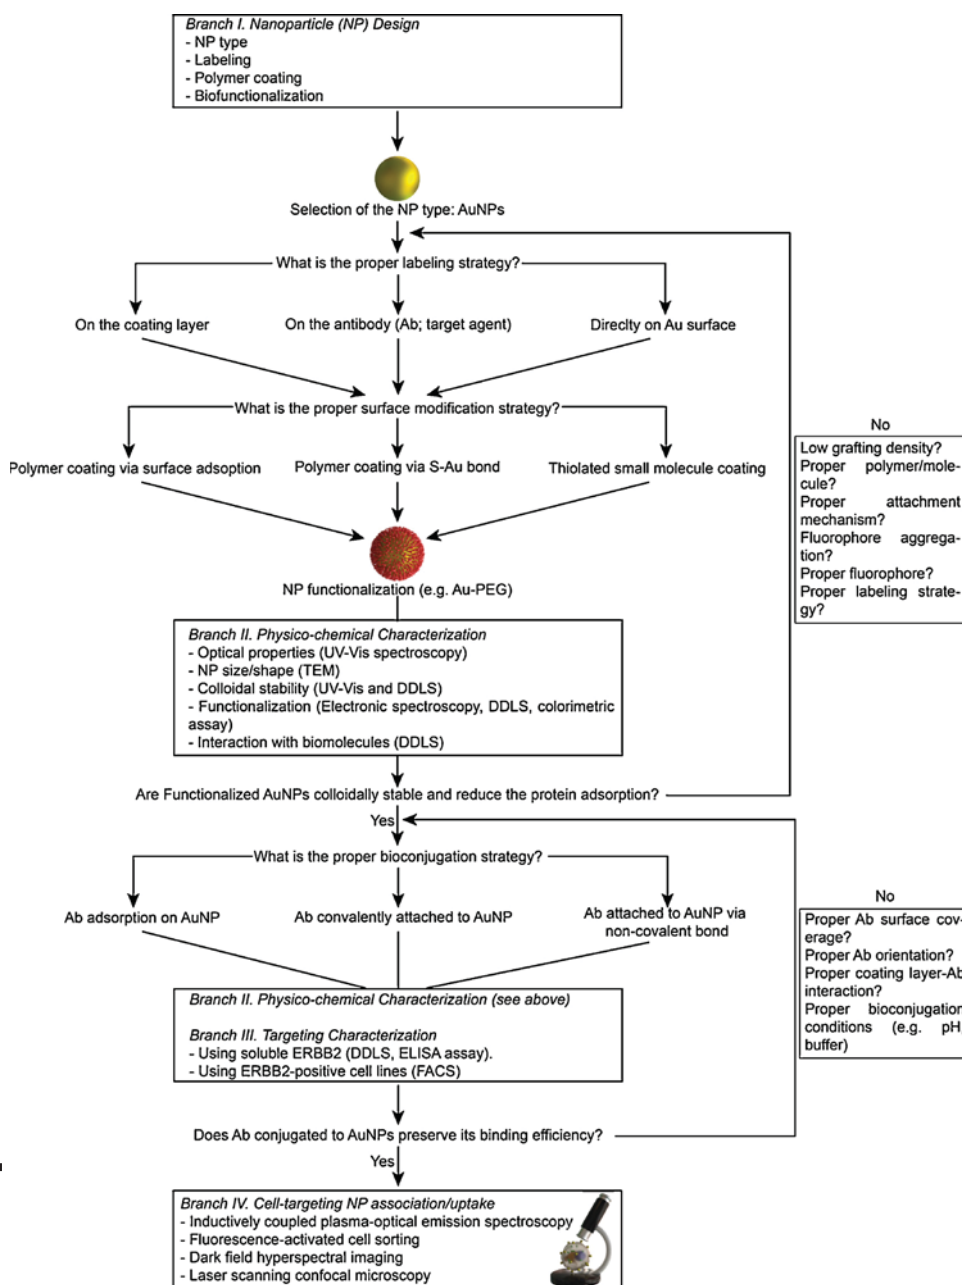 Branch I. Nanoparticle (NP) Design
- NP type
- Labeling
- Polymer coating
- Biofunctionalization
Selection of the NP type: AuNPs
What is the proper labeling strategy?
On the coating layer
On the antibody (Ab; target agent)
Direclty on Au surface
What is the proper surface modification strategy?
Polymer coating via surface adsoption
Polymer coating via S-Au bond
Thiolated small molecule coating
No
Low grafting density?
Proper polymer/mole-
cule?
Proper attachment
mechanism?
Fluorophore aggrega-
tion?
Proper fluorophore?
Proper labeling strate-
gy?
NP functionalization (e.g. Au-PEG)
Branch II. Physico-chemical Characterization
- Optical properties (UV-Vis spectroscopy)
- NP size/shape (TEM)
- Colloidal stability (UV-Vis and DDLS)
- Functionalization (Electronic spectroscopy, DDLS, colorimetric
assay)
- Interaction with biomolecules (DDLS)
Are Functionalized AuNPs colloidally stable and reduce the protein adsorption?
Yes
What is the proper bioconjugation strategy?
Ab adsorption on AuNP
Ab convalently attached to AuNP
Ab attached to AuNP via
non-covalent bond
No
Proper Ab surface cov-
erage?
Proper Ab orientation?
Proper coating layer-Ab
interaction?
Proper bioconjugation
conditions (e.g. pH,
buffer)
Branch II. Physico-chemical Characterization (see above)
Branch III. Targeting Characterization
- Using soluble ERBB2 (DDLS, ELISA assay).
- Using ERBB2-positive cell lines (FACS)
Does Ab conjugated to AuNPs preserve its binding efficiency?
Yes
Branch IV. Cell-targeting NP association/uptake
- Inductively coupled plasma-optical emission spectroscopy
- Fluorescence-activated cell sorting
- Dark field hyperspectral imaging
- Laser scanning confocal microscopy